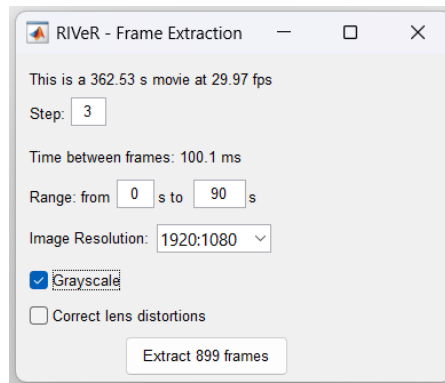 RIVeR - Frame Extraction
This is a 362.53 s movie at 29.97 fps
Step: 3
Time between frames: 100.1 ms
Range: from 0 s to 90 s
Image Resolution: 1920:1080
Grayscale
Correct lens distortions
Extract 899 frames